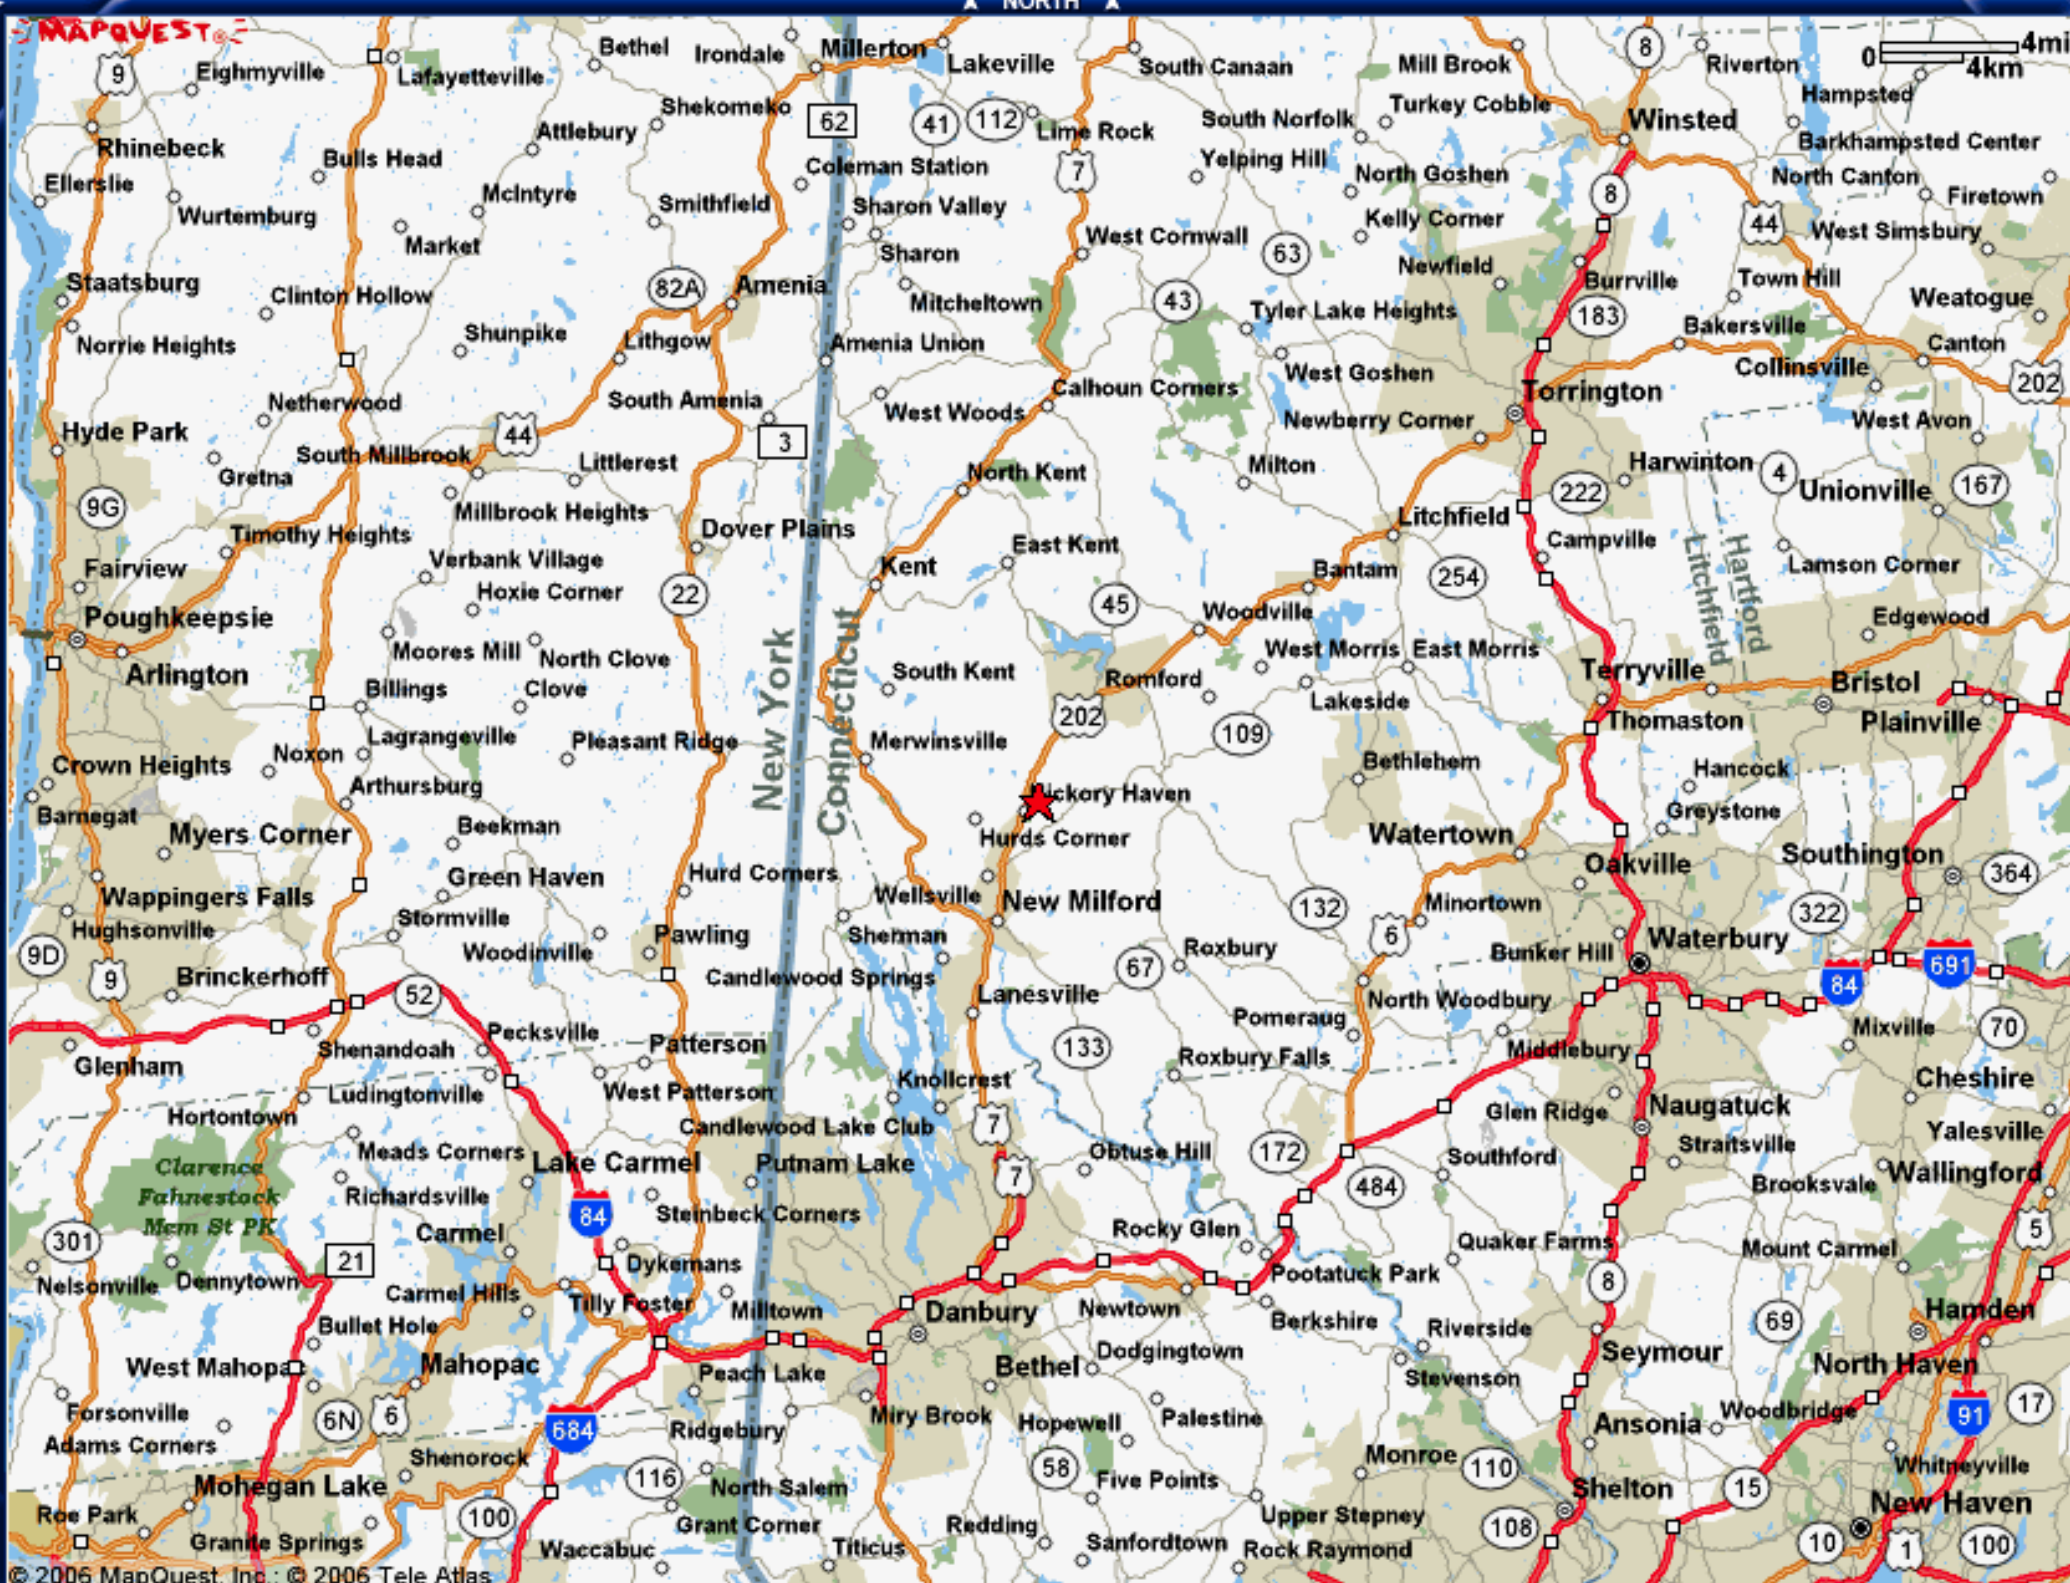 NORTH
MAPQUEST
9
Eighmyville
Lafayetteville
Bethel
Irondale
Millerton
Lakeville
South Canaan
Mill Brook
8
Riverton
0
4mi
4km
Hampsted
Shekomeko
Attlebury
62
41
112
Lime Rock
South Norfolk
Turkey Cobble
Winsted
Barkhampsted Center
Rhinebeck
Bulls Head
Coleman Station
7
Yelping Hill
North Goshen
8
North Canton
Firetown
Ellerslie
McIntyre
Smithfield
Sharon Valley
Wurtemburg
Market
Sharon
West Cornwall
Kelly Corner
63
44
West Simsbury
Newfield
Burrville
Town Hill
Weatogue
Staatsburg
Clinton Hollow
82A
Amenia
Mitcheltown
43
Tyler Lake Heights
183
Bakersville
Canton
Norrie Heights
Shunpike
Lithgow
Amenia Union
West Goshen
Collinsville
202
Netherwood
South Amenia
Calhoun Corners
West Woods
Newberry Corner
Torrington
West Avon
Hyde Park
South Millbrook
44
3
Gretna
Littlerest
North Kent
Milton
Harwinton
4
Unionville
167
9G
Millbrook Heights
222
Timothy Heights
Dover Plains
Litchfield
Campville
Litchfield
Hartford
Lamson Corner
Fairview
Verbank Village
Hoxie Corner
22
Kent
East Kent
45
Bantam
254
Woodville
Edgewood
Poughkeepsie
Arlington
Moores Mill
North Clove
Clove
Billings
New York
Connecticut
South Kent
Romford
West Morris
East Morris
Lakeside
Terryville
Bristol
Plainville
202
109
Thomaston
Crown Heights
Noxon
Lagrangeville
Pleasant Ridge
Merwinsville
Bethlehem
Hancock
Barnegat
Arthursburg
Hickory Haven
Greystone
Myers Corner
Beekman
Hurds Corner
Watertown
Oakville
Southington
364
Wappingers Falls
Green Haven
Hurd Corners
Wellsville
New Milford
132
Minortown
322
Hughsonville
Stormville
Woodinville
Pawling
Sherman
6
Bunker Hill
Waterbury
9D
9
Brinckerhoff
52
Candlewood Springs
67
Roxbury
North Woodbury
84
691
Lanesville
Pomeraug
Mixville
70
Glenham
Shenandoah
Pecksville
Patterson
133
Roxbury Falls
Middlebury
Cheshire
Ludingtonville
West Patterson
Knollcrest
Glen Ridge
Naugatuck
Yalesville
Hortontown
Candlewood Lake Club
7
172
Straitsville
Clarence
Fahnestock
Mem St PK
Meads Corners
Richardsville
Lake Carmel
Putnam Lake
7
Obtuse Hill
484
Southford
Brooksvale
Wallingford
301
Carmel
84
Steinbeck Corners
Rocky Glen
Quaker Farms
Mount Carmel
5
Nelsonville
Dennytown
21
Carmel Hills
Dykemans
Tilly Foster
Milltown
Danbury
Newtown
Pootatuck Park
Berkshire
8
69
Hamden
Bullet Hole
West Mahopac
Mahopac
Peach Lake
Bethel
Dodgingtown
Riverside
Stevenson
Seymour
North Haven
Forsonville
Adams Corners
6N
6
684
Ridgebury
Miry Brook
Hopewell
Palestine
Ansonia
Woodbridge
91
17
Mohegan Lake
Shenorock
116
North Salem
58
Five Points
Monroe
110
Shelton
15
Whitneyville
Roe Park
Granite Springs
100
Waccabuc
Grant Corner
Titicus
Redding
Sanfordtown
Upper Stepney
Rock Raymond
108
10
New Haven
1
100
© 2006 MapQuest, Inc.; © 2006 Tele Atlas